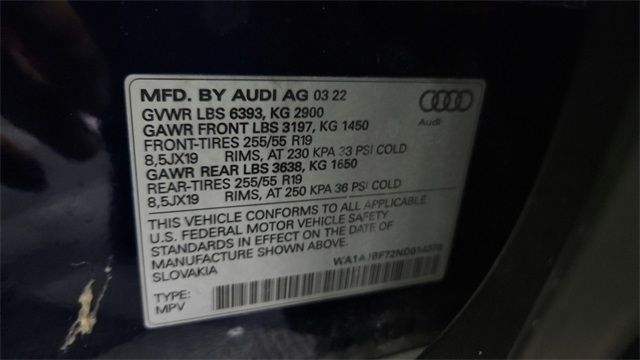 MFD. BY AUDI AG 03 22
GVWR LBS 6393, KG 2900
GAWR FRONT LBS 3197, KG 1450
FRONT-TIRES 255/55 R19
8,5JX19 RIMS, AT 230 KPA 33 PSI COLD
GAWR REAR LBS 3638, KG 1650
REAR-TIRES 255/55 R19
8,5JX19 RIMS, AT 250 KPA 36 PSI COLD
Audi
THIS VEHICLE CONFORMS TO ALL APPLICABLE
U.S. FEDERAL MOTOR VEHICLE SAFETY
STANDARDS IN EFFECT ON THE DATE OF
MANUFACTURE SHOWN ABOVE.
SLOVAKIA
TYPE:
MPV